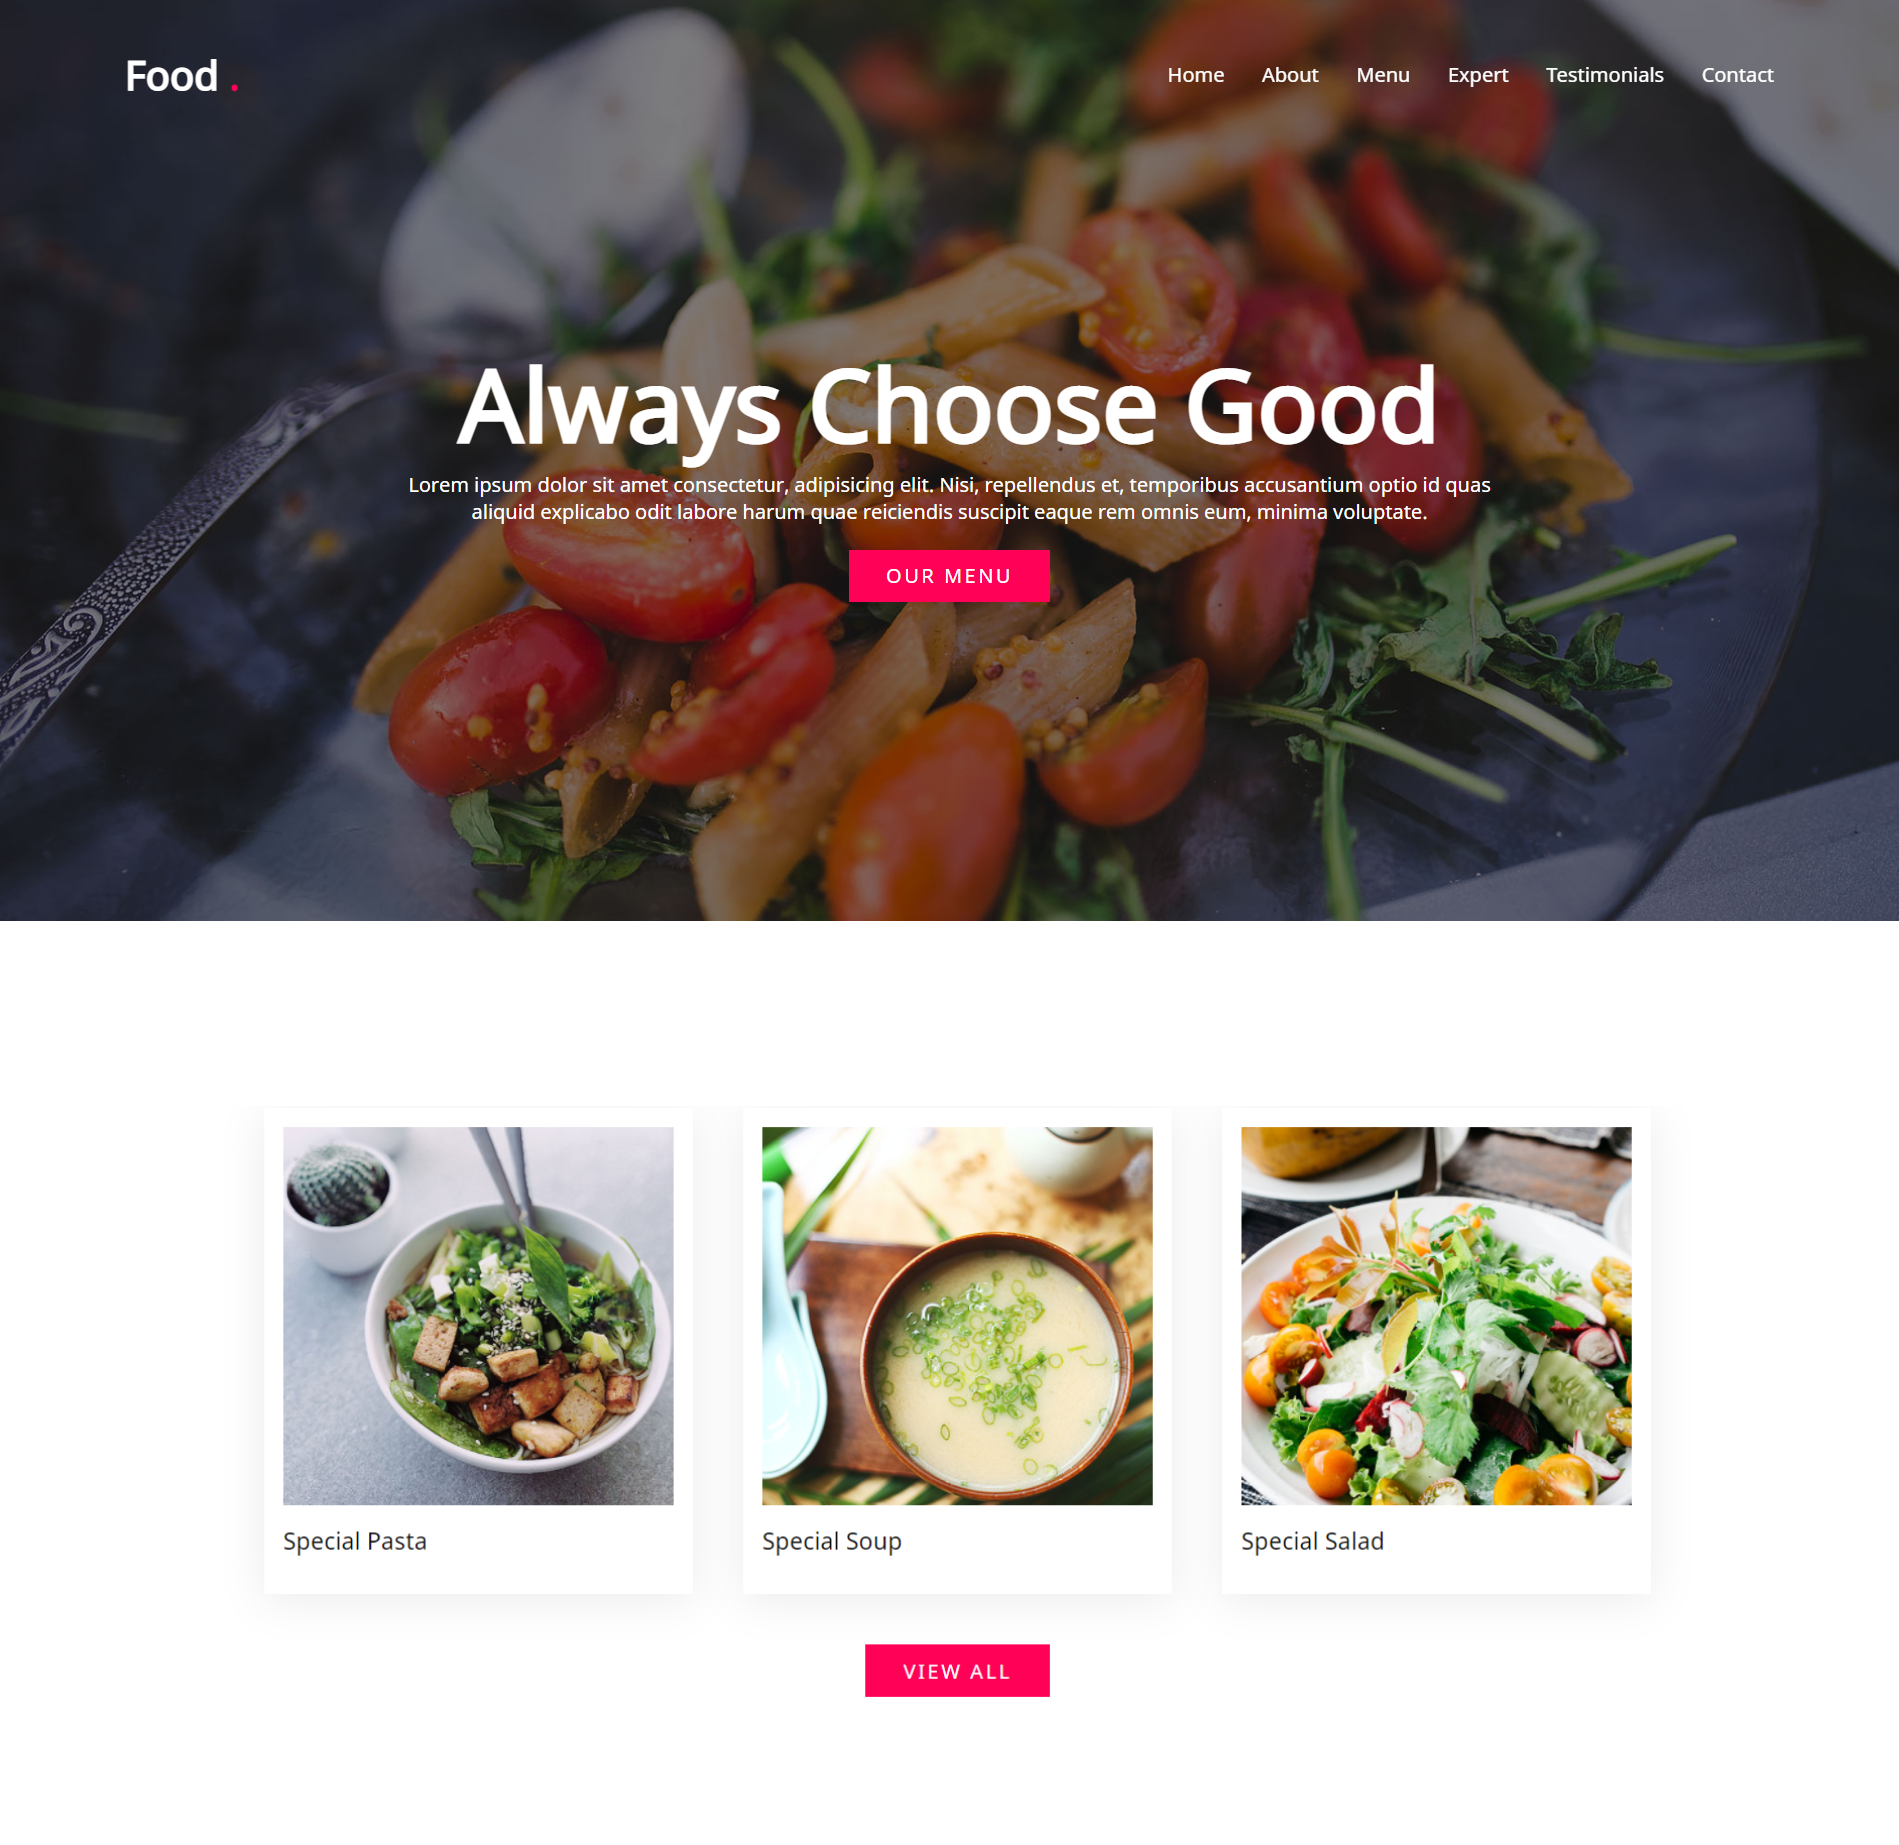 Food .
Home About Menu Expert Testimonials Contact
Always Choose Good
Lorem ipsum dolor sit amet consectetur, adipisicing elit. Nisi, repellendus et, temporibus accusantium optio id quas
aliquid explicabo odit labore harum quae reiciendis suscipit eaque rem omnis eum, minima voluptate.
OUR MENU
Special Pasta
Special Soup
Special Salad
VIEW ALL